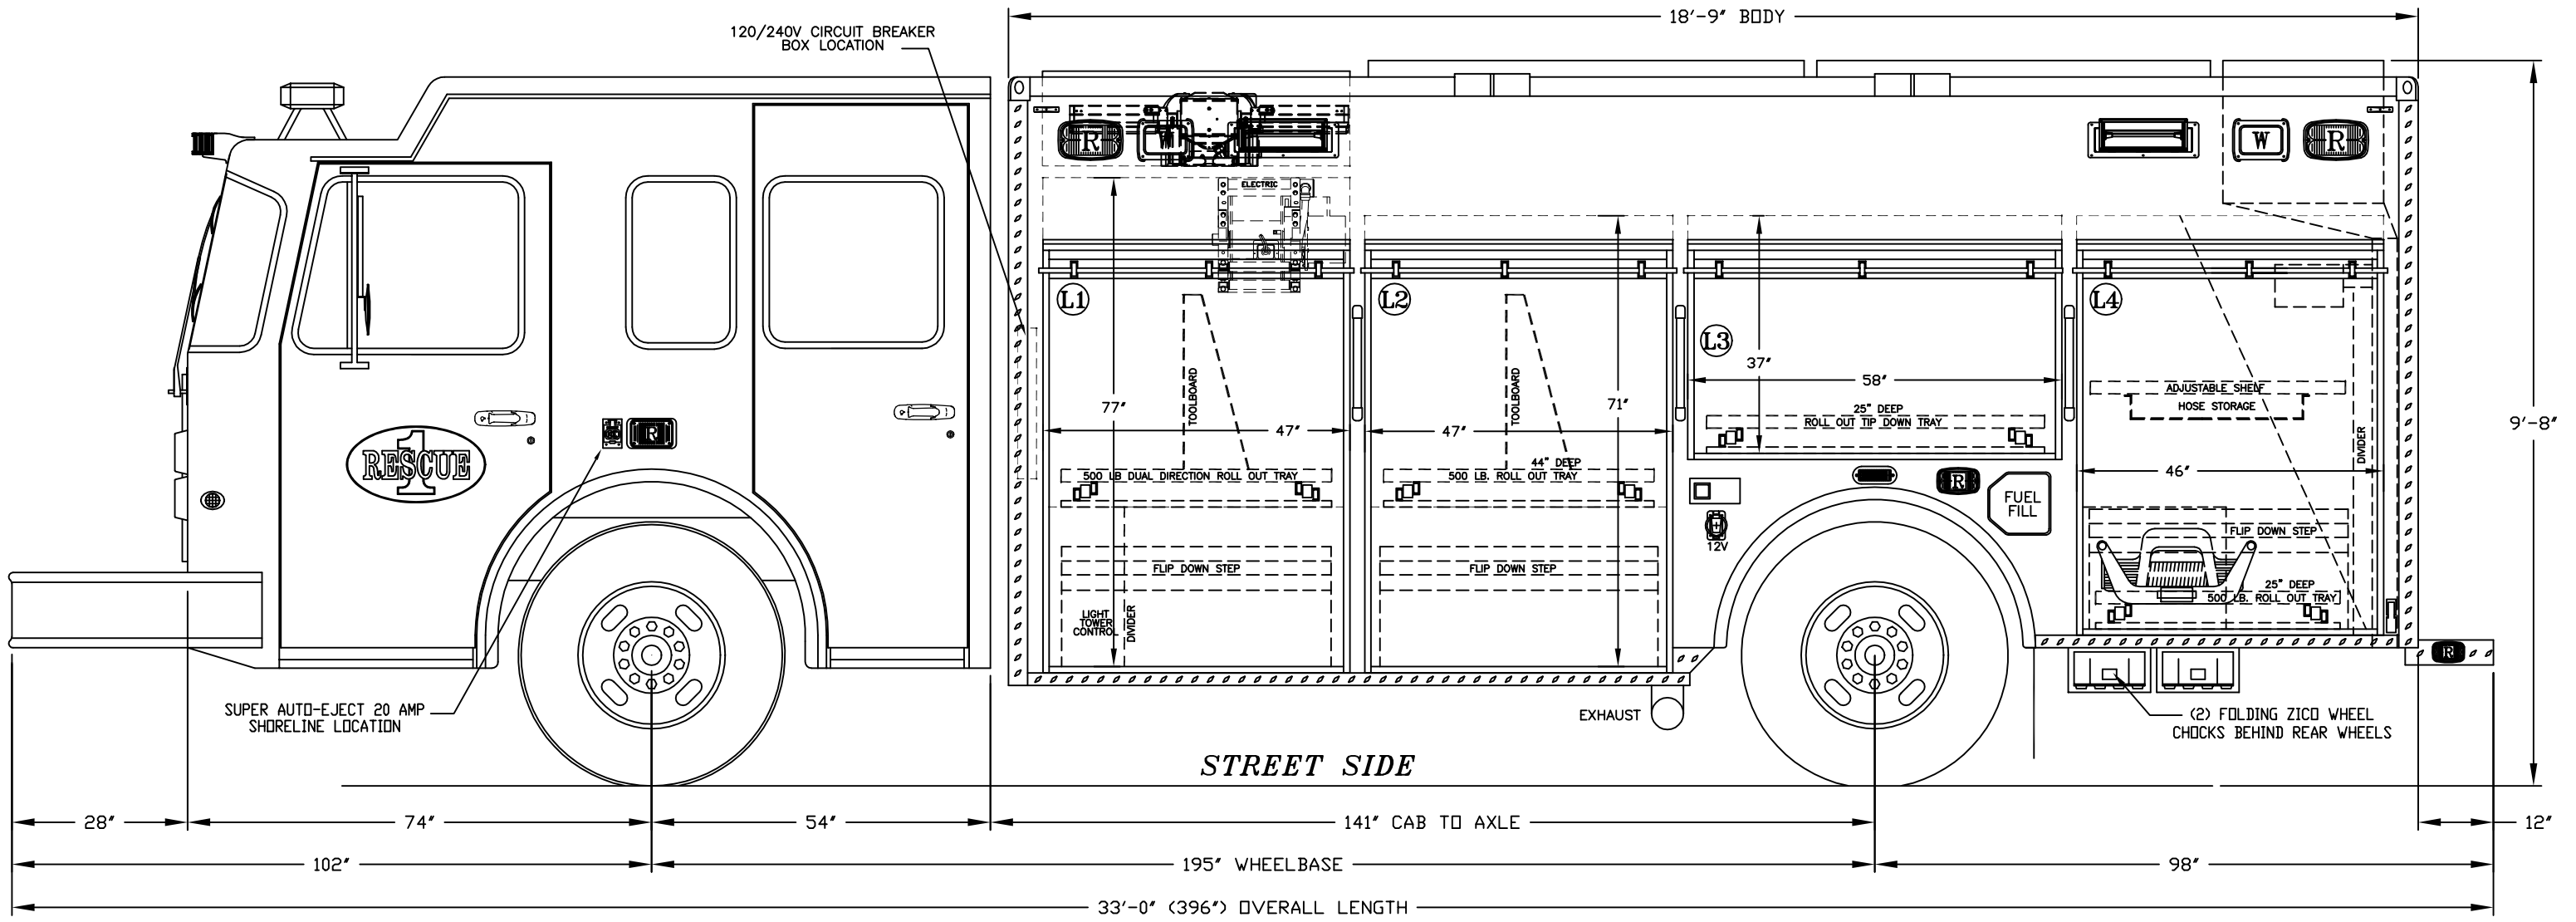 18'-9" BODY
120/240V CIRCUIT BREAKER
BOX LOCATION
R
W
W
R
ELECTRIC
L1
L2
L3
L4
77"
71"
37"
58"
TOOLBOARD
TOOLBOARD
47"
47"
25" DEEP
ROLL OUT TIP DOWN TRAY
ADJUSTABLE SHELF
HOSE STORAGE
DIVIDER
46"
9'-8"
1
RESCUE
R
500 LB DUAL DIRECTION ROLL OUT TRAY
44" DEEP
500 LB. ROLL OUT TRAY
R
FUEL
FILL
12V
FLIP DOWN STEP
FLIP DOWN STEP
FLIP DOWN STEP
25" DEEP
500 LB. ROLL OUT TRAY
LIGHT
TOWER
CONTROL
DIVIDER
R
SUPER AUTO-EJECT 20 AMP
SHORELINE LOCATION
EXHAUST
(2) FOLDING ZICO WHEEL
CHOCKS BEHIND REAR WHEELS
STREET SIDE
28"
74"
54"
141" CAB TO AXLE
12"
102"
195" WHEELBASE
98"
33'-0" (396") OVERALL LENGTH